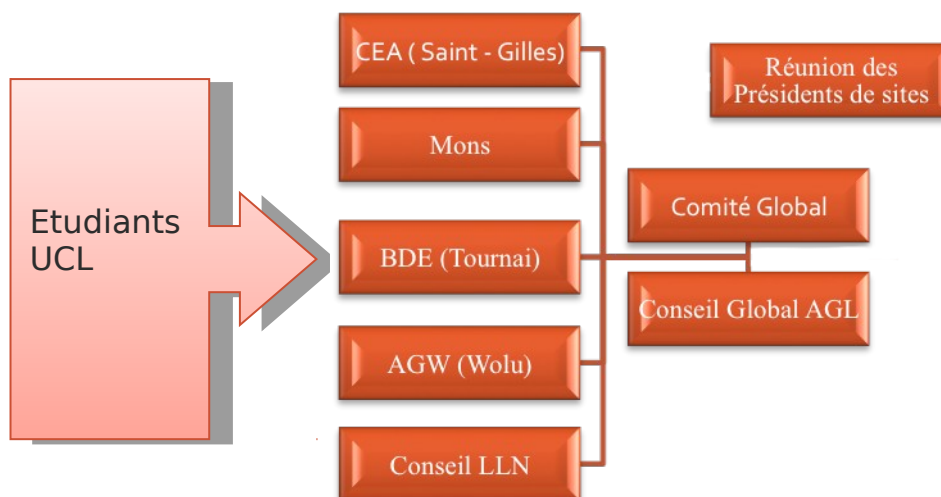 Etudiants
UCL
CEA ( Saint - Gilles)
Mons
BDE (Tournai)
AGW (Wolu)
Conseil LLN
Réunion des
Présidents de sites
Comité Global
Conseil Global AGL